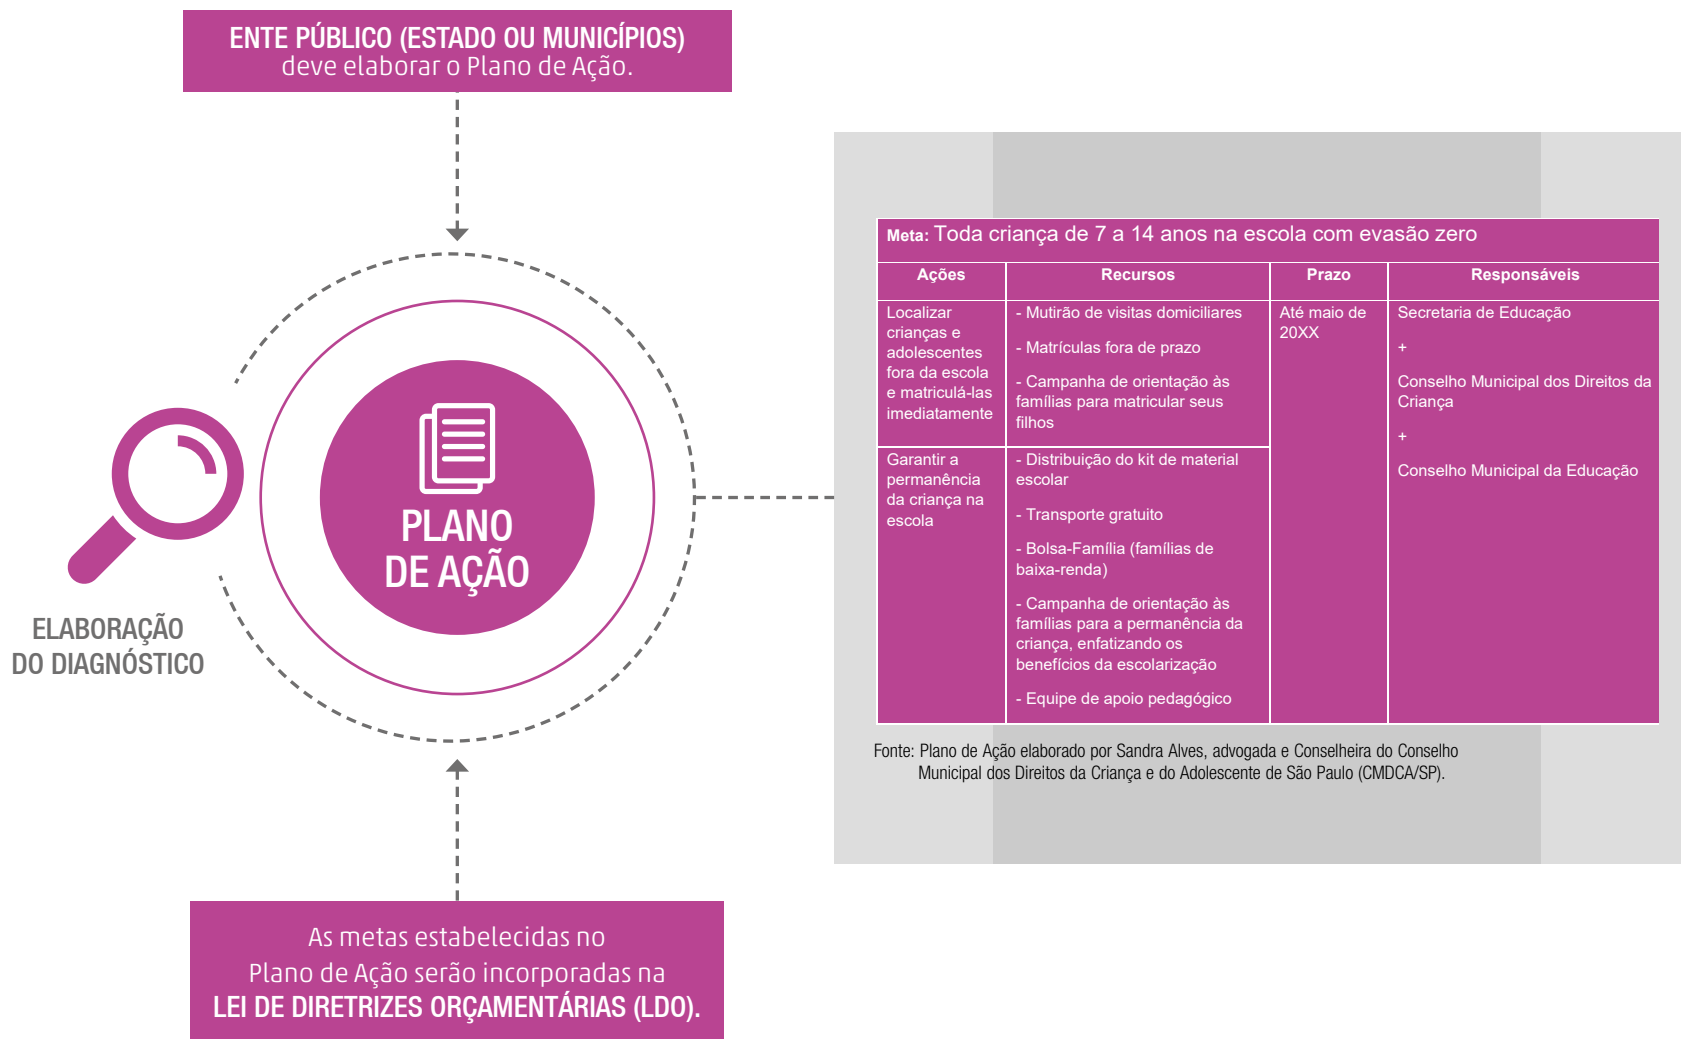 ENTE PÚBLICO (ESTADO OU MUNICÍPIOS)
deve elaborar o Plano de Ação.
PLANO
DE AÇÃO
ELABORAÇÃO
DO DIAGNÓSTICO
As metas estabelecidas no
Plano de Ação serão incorporadas na
LEI DE DIRETRIZES ORÇAMENTÁRIAS (LDO).
Meta: Toda criança de 7 a 14 anos na escola com evasão zero
Ações
Recursos
Prazo
Responsáveis
Localizar
crianças e
adolescentes
fora da escola
e matriculá-las
imediatamente
- Mutirão de visitas domiciliares
- Matrículas fora de prazo
- Campanha de orientação às
famílias para matricular seus
filhos
Até maio de
20XX
Secretaria de Educação
+
Conselho Municipal dos Direitos da
Criança
+
Conselho Municipal da Educação
Garantir a
permanência
da criança na
escola
- Distribuição do kit de material
escolar
- Transporte gratuito
- Bolsa-Família (famílias de
baixa-renda)
- Campanha de orientação às
famílias para a permanência da
criança, enfatizando os
benefícios da escolarização
- Equipe de apoio pedagógico
Fonte: Plano de Ação elaborado por Sandra Alves, advogada e Conselheira do Conselho
Municipal dos Direitos da Criança e do Adolescente de São Paulo (CMDCA/SP).